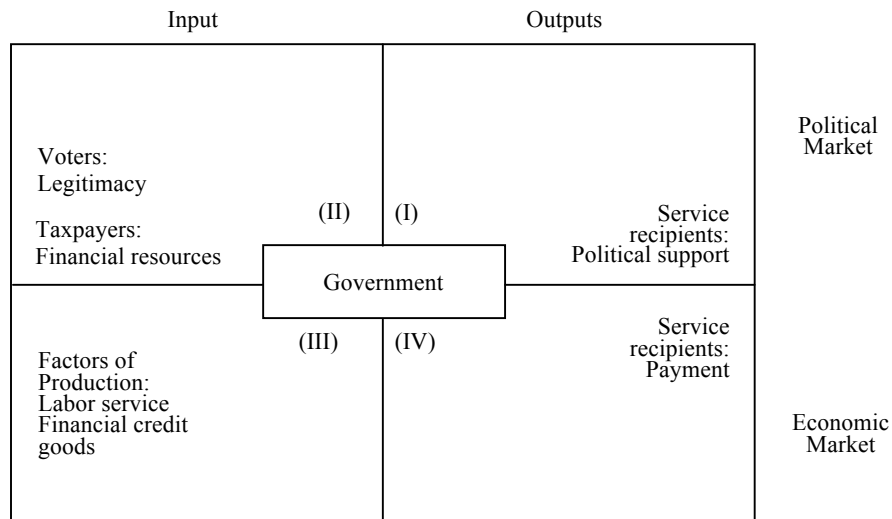 Input
Outputs
Political
Market
Voters:
Legitimacy
Taxpayers:
Financial resources
(II)
(I)
Service
recipients:
Political support
Government
(III)
(IV)
Factors of
Production:
Labor service
Financial credit
goods
Service
recipients:
Payment
Economic
Market